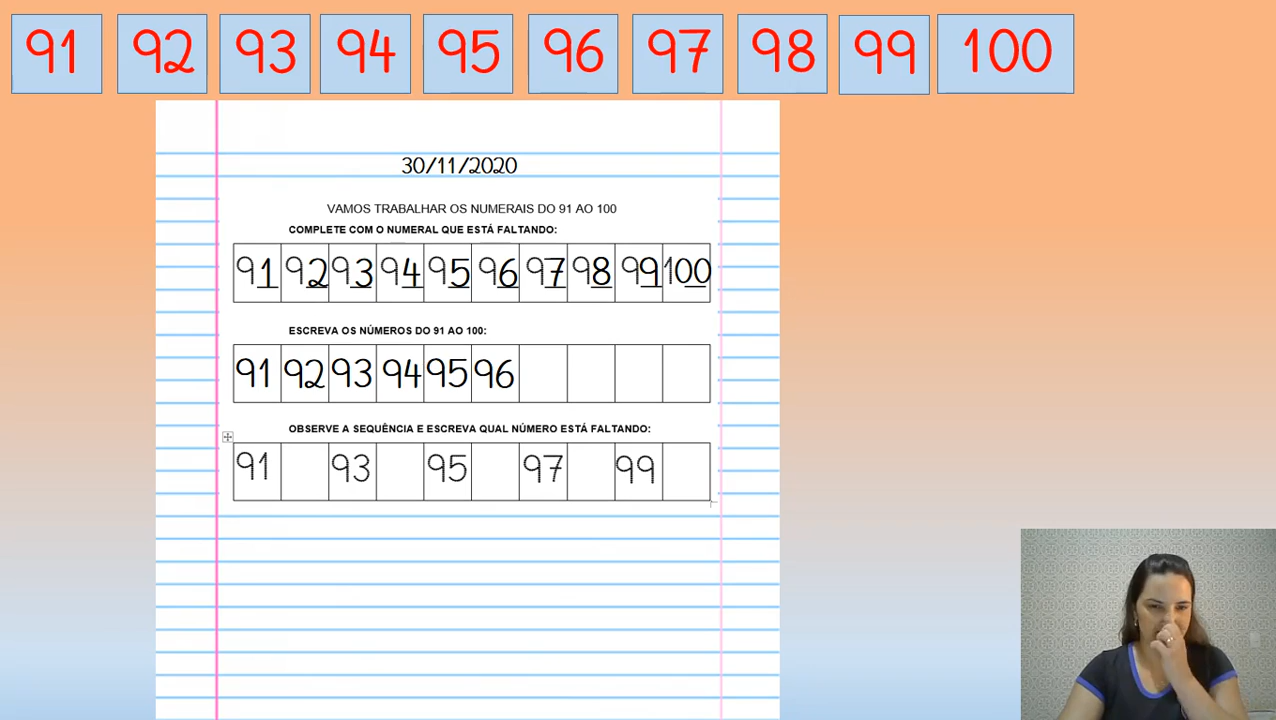 91 92 93 94 95 96 97 98 99 100
30/11/2020
VAMOS TRABALHAR OS NUMERAIS DO 91 AO 100
COMPLETE COM O NUMERAL QUE ESTÁ FALTANDO:
91 92 93 94 95 96 97 98 99 100
ESCREVA OS NÚMEROS DO 91 AO 100:
91 92 93 94 95 96
OBSERVE A SEQUÊNCIA E ESCREVA QUAL NÚMERO ESTÁ FALTANDO:
91 93 95 97 99